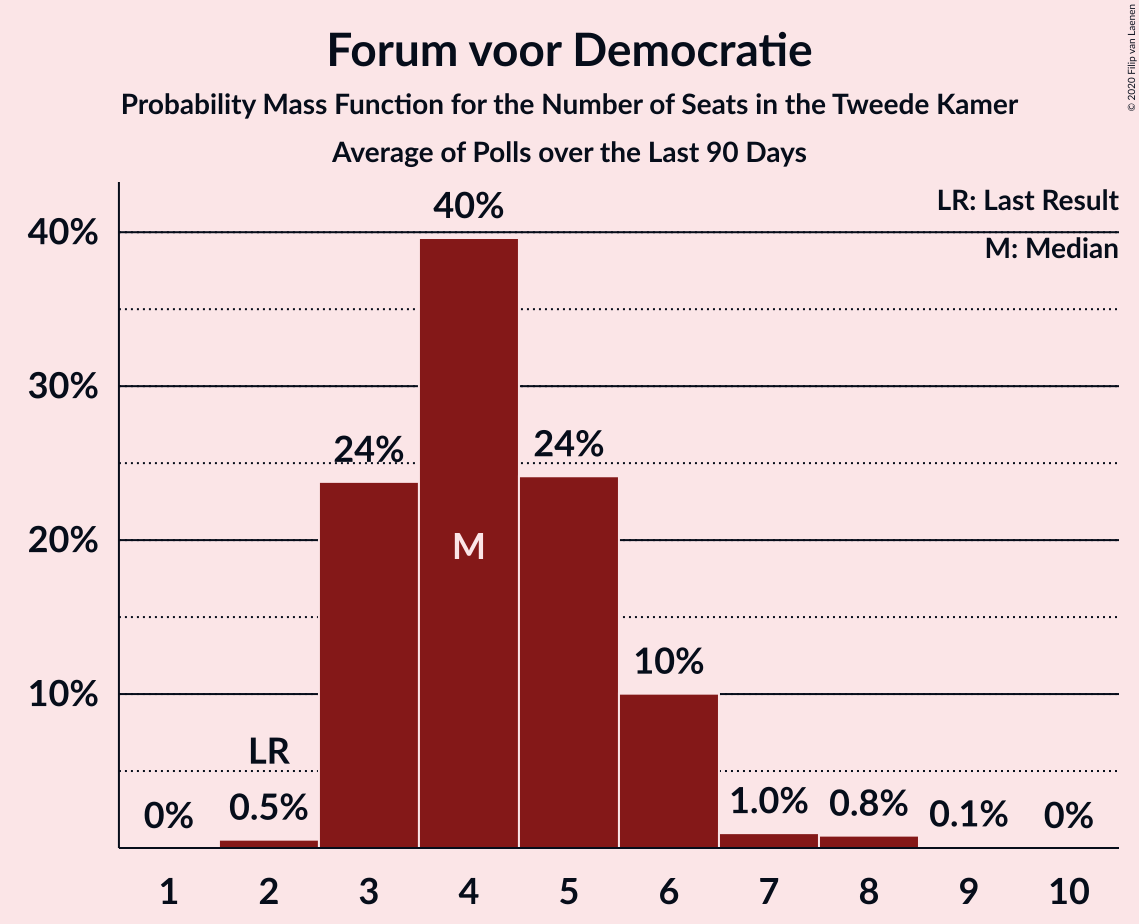 Forum voor Democratie
Probability Mass Function for the Number of Seats in the Tweede Kamer
Average of Polls over the Last 90 Days
© 2020 Filip van Laenen
LR: Last Result
M: Median
40%
30%
20%
10%
0%
LR
0.5%
24%
40%
M
24%
10%
1.0%
0.8%
0.1%
0%
1 2 3 4 5 6 7 8 9 10